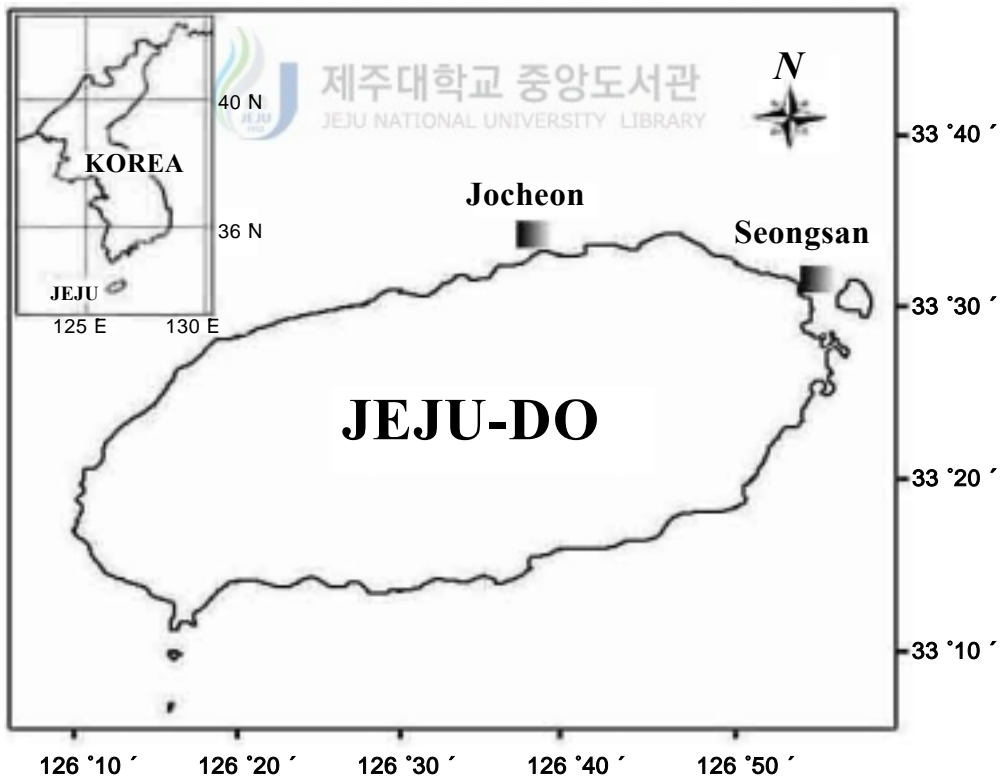 제주대학교 중앙도서관
JEJU NATIONAL UNIVERSITY LIBRARY
JEJU
1952
N
40 N
KOREA
36 N
JEJU
125 E
130 E
Jocheon
Seongsan
JEJU-DO
33 ˚40 ´
33 ˚30 ´
33 ˚20 ´
33 ˚10 ´
126 ˚10 ´
126 ˚20 ´
126 ˚30 ´
126 ˚40 ´
126 ˚50 ´